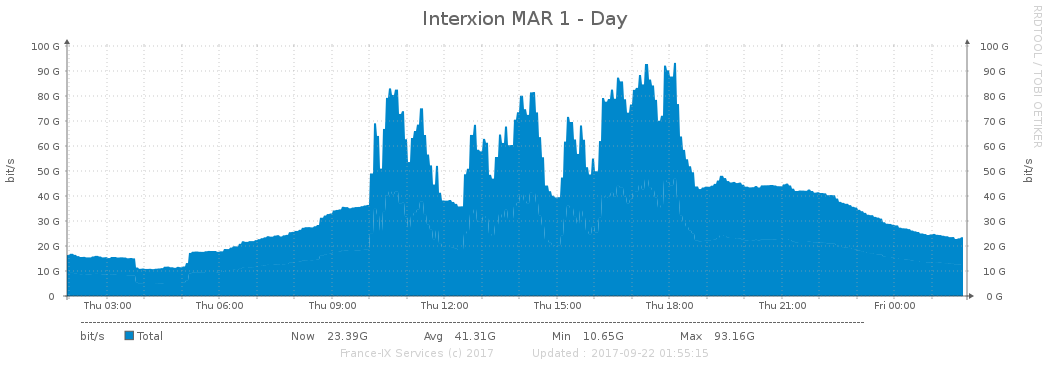 Interxion MAR 1 - Day
RRDTOOL / TOBI OETIKER
100 G 100 G
90 G 90 G
80 G 80 G
70 G 70 G
60 G 60 G
50 G 50 G
40 G 40 G
30 G 30 G
20 G 20 G
10 G 10 G
0 0 G
bit/s bit/s
Thu 03:00 Thu 06:00 Thu 09:00 Thu 12:00 Thu 15:00 Thu 18:00 Thu 21:00 Fri 00:00
bit/s Total Now 23.39G Avg 41.31G Min 10.65G Max 93.16G
France-IX Services (c) 2017 Updated : 2017-09-22 01:55:15